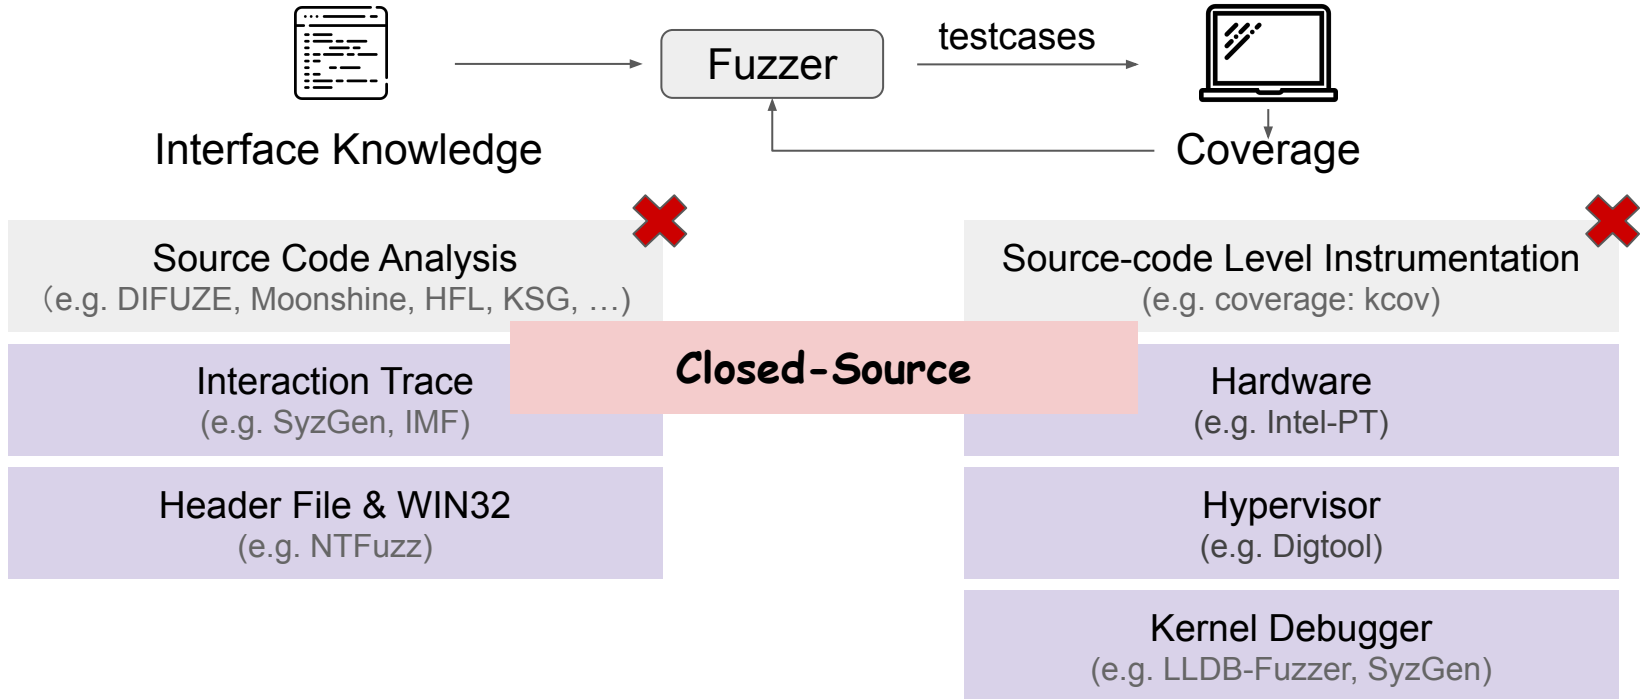 testcases
Fuzzer
Interface Knowledge
Coverage
Source Code Analysis
（e.g. DIFUZE, Moonshine, HFL, KSG, …)
Source-code Level Instrumentation
(e.g. coverage: kcov)
Closed-Source
Interaction Trace
(e.g. SyzGen, IMF)
Hardware
(e.g. Intel-PT)
Header File & WIN32
(e.g. NTFuzz)
Hypervisor
(e.g. Digtool)
Kernel Debugger
(e.g. LLDB-Fuzzer, SyzGen)